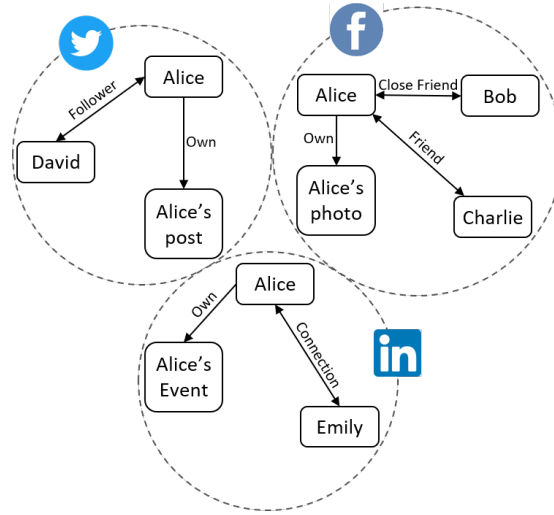 Alice
Follower
Own
David
Alice's
post
f
Alice
Close Friend
Bob
Own
Friend
Alice's
photo
Charlie
Alice
Own
Connection
in
Alice's
Event
Emily